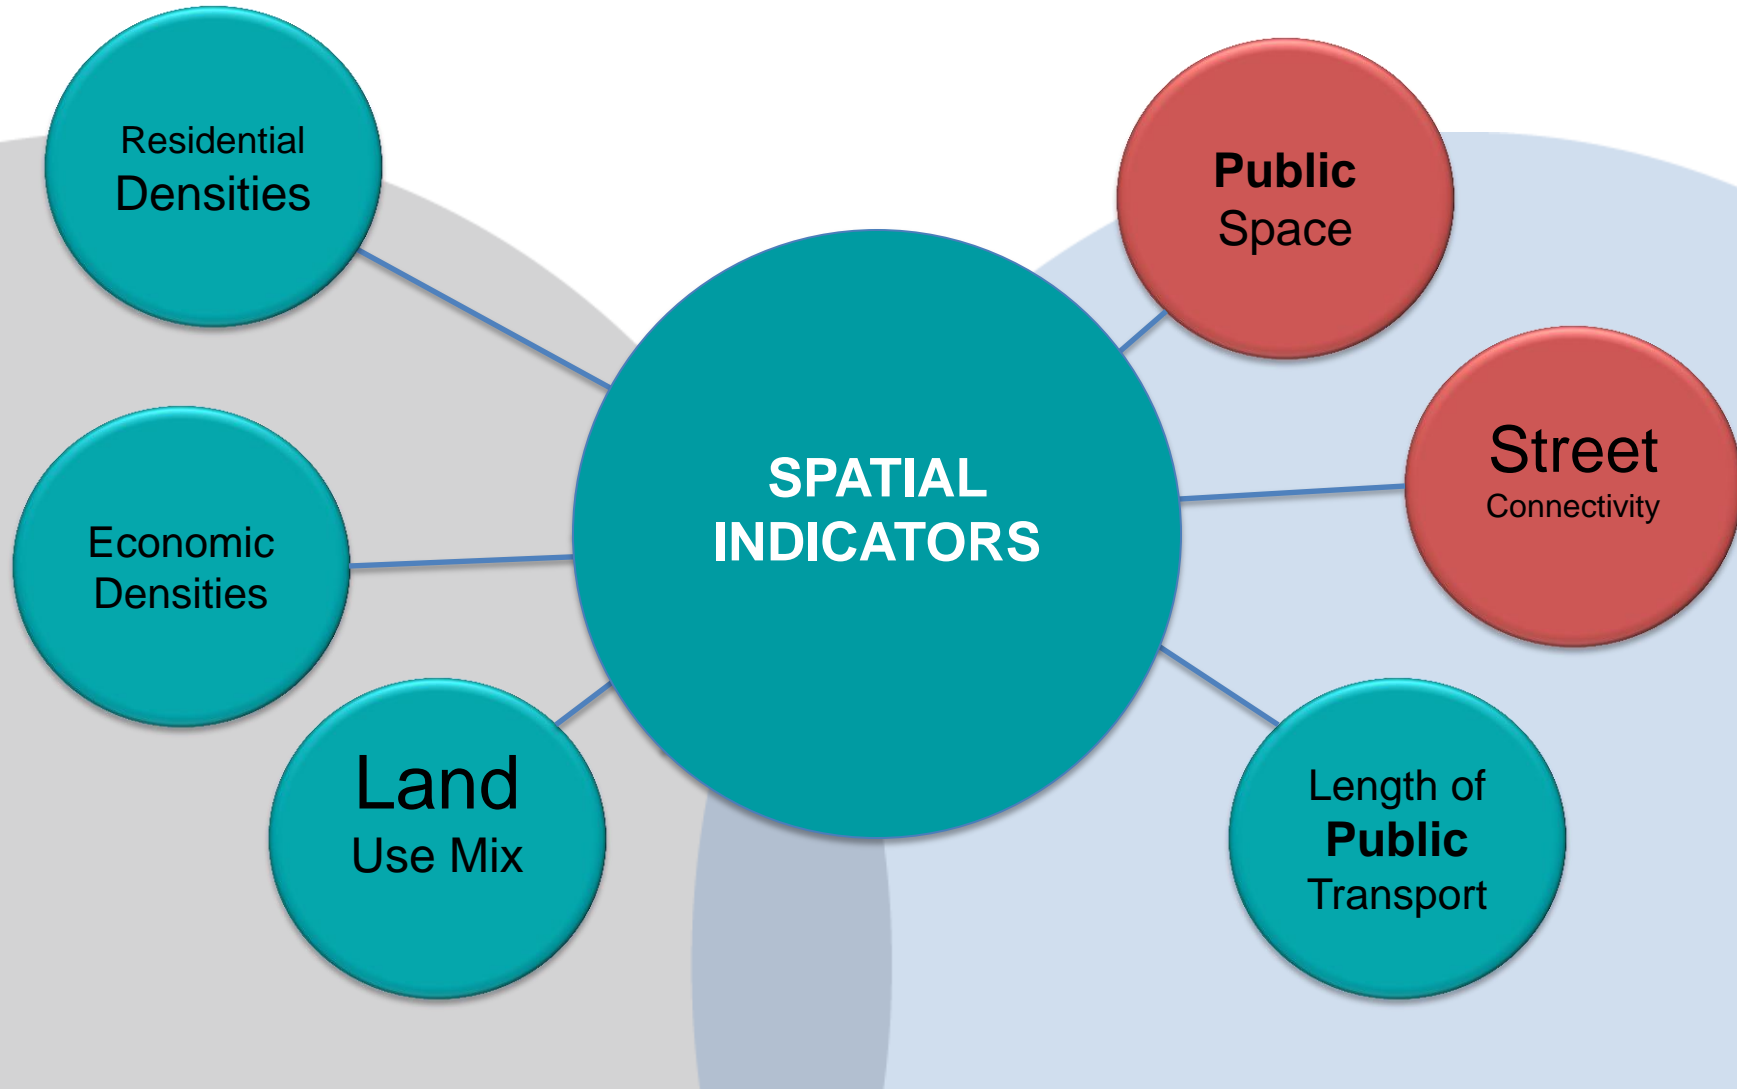 Residential
Densities
Public
Space
SPATIAL
INDICATORS
Street
Connectivity
Economic
Densities
Land
Use Mix
Length of
Public
Transport